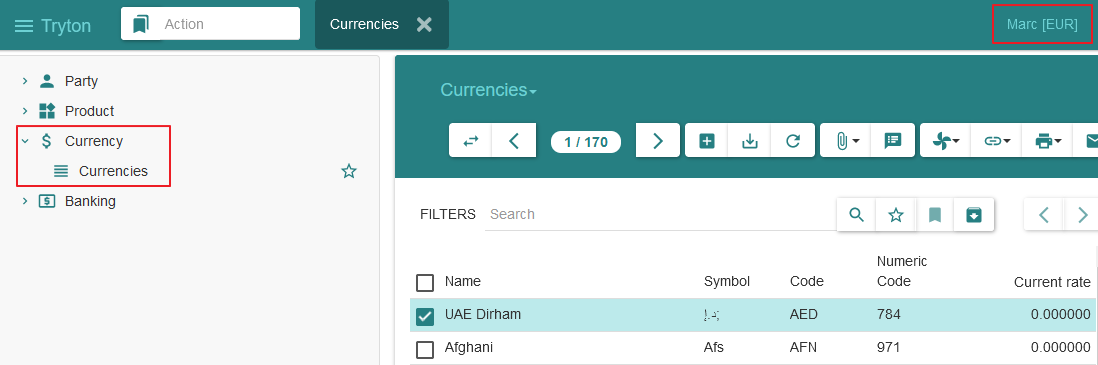 Tryton
Action
Currencies
Marc [EUR]
Party
Product
Currency
Currencies
Banking
Currencies
1 / 170
FILTERS
Search
Name
Symbol
Code
Numeric Code
Current rate
UAE Dirham
AED
784
0.000000
Afghani
Afs
AFN
971
0.000000